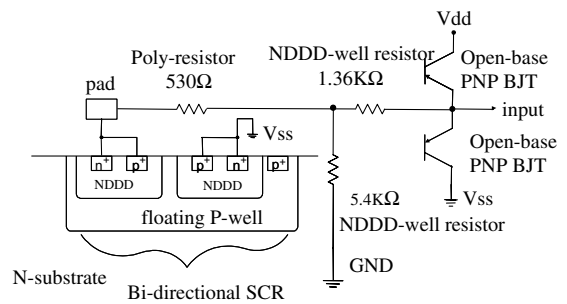 Vdd
Poly-resistor
530Ω
NDDD-well resistor
1.36KΩ
Open-base
PNP BJT
pad
input
Vss
Open-base
PNP BJT
n+
p+
p+
n+
p+
NDDD
NDDD
5.4KΩ
NDDD-well resistor
Vss
floating P-well
GND
N-substrate
Bi-directional SCR